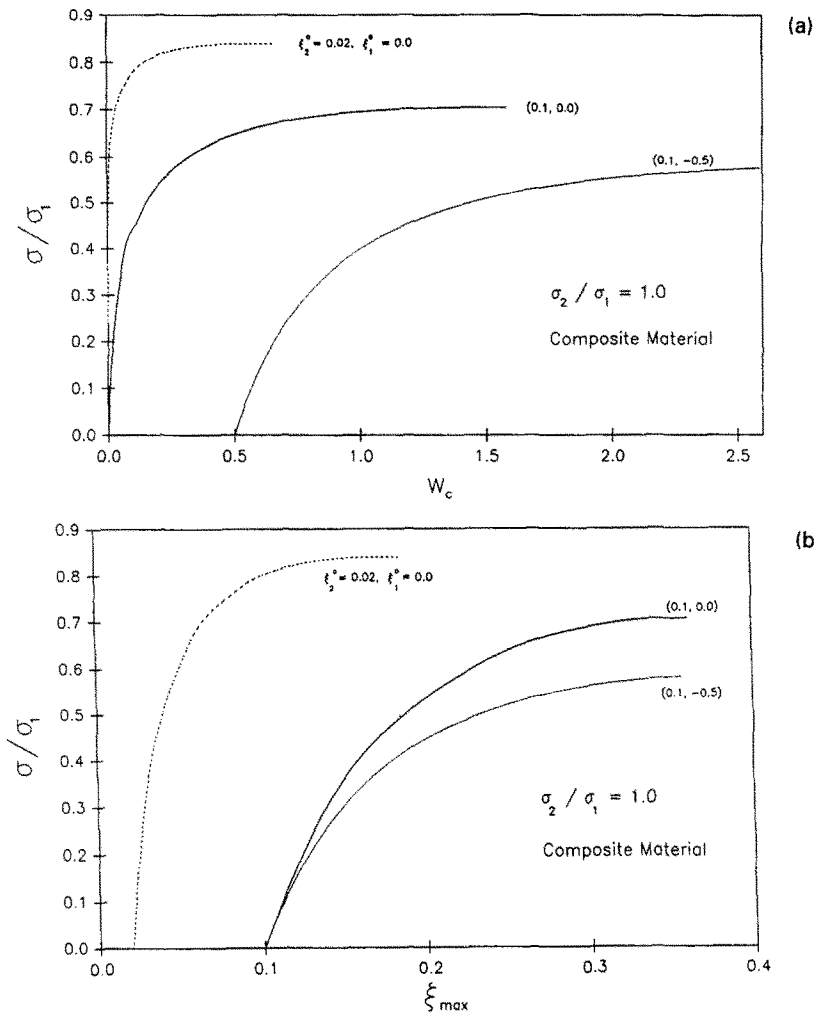 (a)
0.9
0.8
0.7
0.6
0.5
0.4
0.3
0.2
0.1
0.0
σ / σ₁
ξ₂° = 0.02, ξ₁° = 0.0
(0.1, 0.0)
(0.1, -0.5)
σ₂ / σ₁ = 1.0
Composite Material
0.0 0.5 1.0 1.5 2.0 2.5
W_c
(b)
0.9
0.8
0.7
0.6
0.5
0.4
0.3
0.2
0.1
0.0
σ / σ₁
ξ₂° = 0.02, ξ₁° = 0.0
(0.1, 0.0)
(0.1, -0.5)
σ₂ / σ₁ = 1.0
Composite Material
0.0 0.1 0.2 0.3 0.4
ξ_max